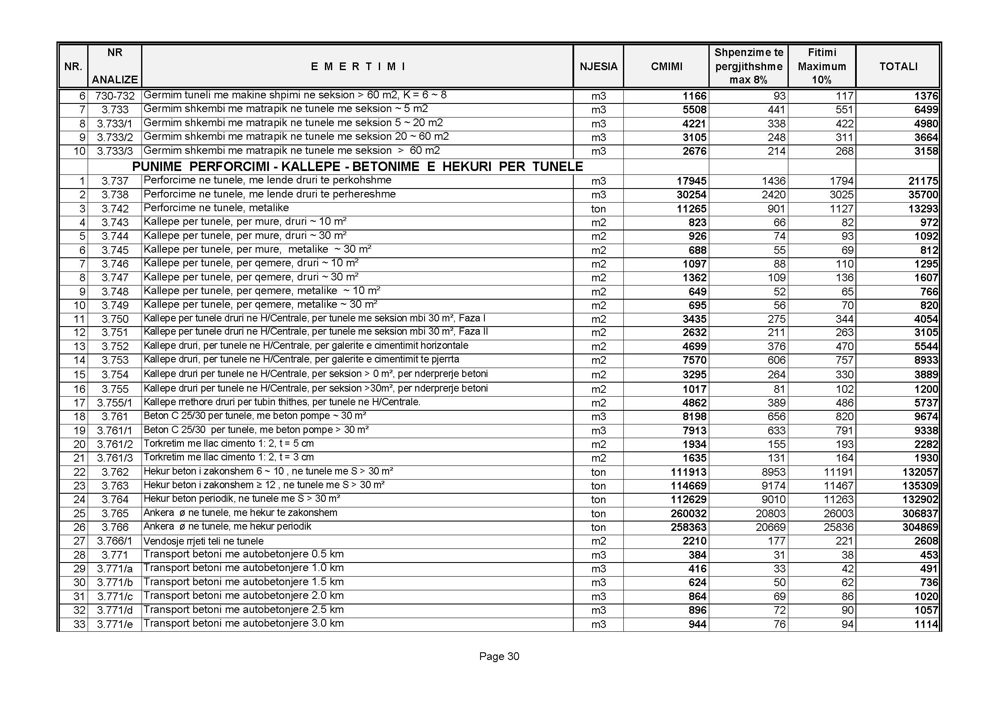 NR. NR ANALIZE E M E R T I M I NJESIA CMIMI Shpenzime te pergjithshme max 8% Fitimi Maximum 10% TOTALI
6 730-732 Germim tuneli me makine shpimi ne seksion > 60 m2, K = 6 ~ 8 m3 1166 93 117 1376
7 3.733 Germim shkembi me matrapik ne tunele me seksion ~ 5 m2 m3 5508 441 551 6499
8 3.733/1 Germim shkembi me matrapik ne tunele me seksion 5 ~ 20 m2 m3 4221 338 422 4980
9 3.733/2 Germim shkembi me matrapik ne tunele me seksion 20 ~ 60 m2 m3 3105 248 311 3664
10 3.733/3 Germim shkembi me matrapik ne tunele me seksion > 60 m2 m3 2676 214 268 3158
PUNIME PERFORCIMI - KALLEPE - BETONIME E HEKURI PER TUNELE
1 3.737 Perforcime ne tunele, me lende druri te perkohshme m3 17945 1436 1794 21175
2 3.738 Perforcime ne tunele, me lende druri te perhereshme m3 30254 2420 3025 35700
3 3.742 Perforcime ne tunele, metalike ton 11265 901 1127 13293
4 3.743 Kallepe per tunele, per mure, druri ~ 10 m² m2 823 66 82 972
5 3.744 Kallepe per tunele, per mure, druri ~ 30 m² m2 926 74 93 1092
6 3.745 Kallepe per tunele, per mure, metalike ~ 30 m² m2 688 55 69 812
7 3.746 Kallepe per tunele, per qemere, druri ~ 10 m² m2 1097 88 110 1295
8 3.747 Kallepe per tunele, per qemere, druri ~ 30 m² m2 1362 109 136 1607
9 3.748 Kallepe per tunele, per qemere, metalike ~ 10 m² m2 649 52 65 766
10 3.749 Kallepe per tunele, per qemere, metalike ~ 30 m² m2 695 56 70 820
11 3.750 Kallepe per tunele druri ne H/Centrale, per tunele me seksion mbi 30 m², Faza I m2 3435 275 344 4054
12 3.751 Kallepe per tunele druri ne H/Centrale, per tunele me seksion mbi 30 m², Faza II m2 2632 211 263 3105
13 3.752 Kallepe druri, per tunele ne H/Centrale, per galerite e cimentimit horizontale m2 4699 376 470 5544
14 3.753 Kallepe druri, per tunele ne H/Centrale, per galerite e cimentimit te pjerrta m2 7570 606 757 8933
15 3.754 Kallepe druri per tunele ne H/Centrale, per seksion > 0 m², per nderprerje betoni m2 3295 264 330 3889
16 3.755 Kallepe druri per tunele ne H/Centrale, per seksion >30m², per nderprerje betoni m2 1017 81 102 1200
17 3.755/1 Kallepe rrethore druri per tubin thithes, per tunele ne H/Centrale. m2 4862 389 486 5737
18 3.761 Beton C 25/30 per tunele, me beton pompe ~ 30 m² m3 8198 656 820 9674
19 3.761/1 Beton C 25/30 per tunele, me beton pompe > 30 m² m3 7913 633 791 9338
20 3.761/2 Torkretim me llac cimento 1: 2, t = 5 cm m2 1934 155 193 2282
21 3.761/3 Torkretim me llac cimento 1: 2, t = 3 cm m2 1635 131 164 1930
22 3.762 Hekur beton i zakonshem 6 ~ 10 , ne tunele me S > 30 m² ton 111913 8953 11191 132057
23 3.763 Hekur beton i zakonshem ≥ 12 , ne tunele me S > 30 m² ton 114669 9174 11467 135309
24 3.764 Hekur beton periodik, ne tunele me S > 30 m² ton 112629 9010 11263 132902
25 3.765 Ankera ø ne tunele, me hekur te zakonshem ton 260032 20803 26003 306837
26 3.766 Ankera ø ne tunele, me hekur periodik ton 258363 20669 25836 304869
27 3.766/1 Vendosje rrjeti teli ne tunele m2 2210 177 221 2608
28 3.771 Transport betoni me autobetonjere 0.5 km m3 384 31 38 453
29 3.771/a Transport betoni me autobetonjere 1.0 km m3 416 33 42 491
30 3.771/b Transport betoni me autobetonjere 1.5 km m3 624 50 62 736
31 3.771/c Transport betoni me autobetonjere 2.0 km m3 864 69 86 1020
32 3.771/d Transport betoni me autobetonjere 2.5 km m3 896 72 90 1057
33 3.771/e Transport betoni me autobetonjere 3.0 km m3 944 76 94 1114
Page 30